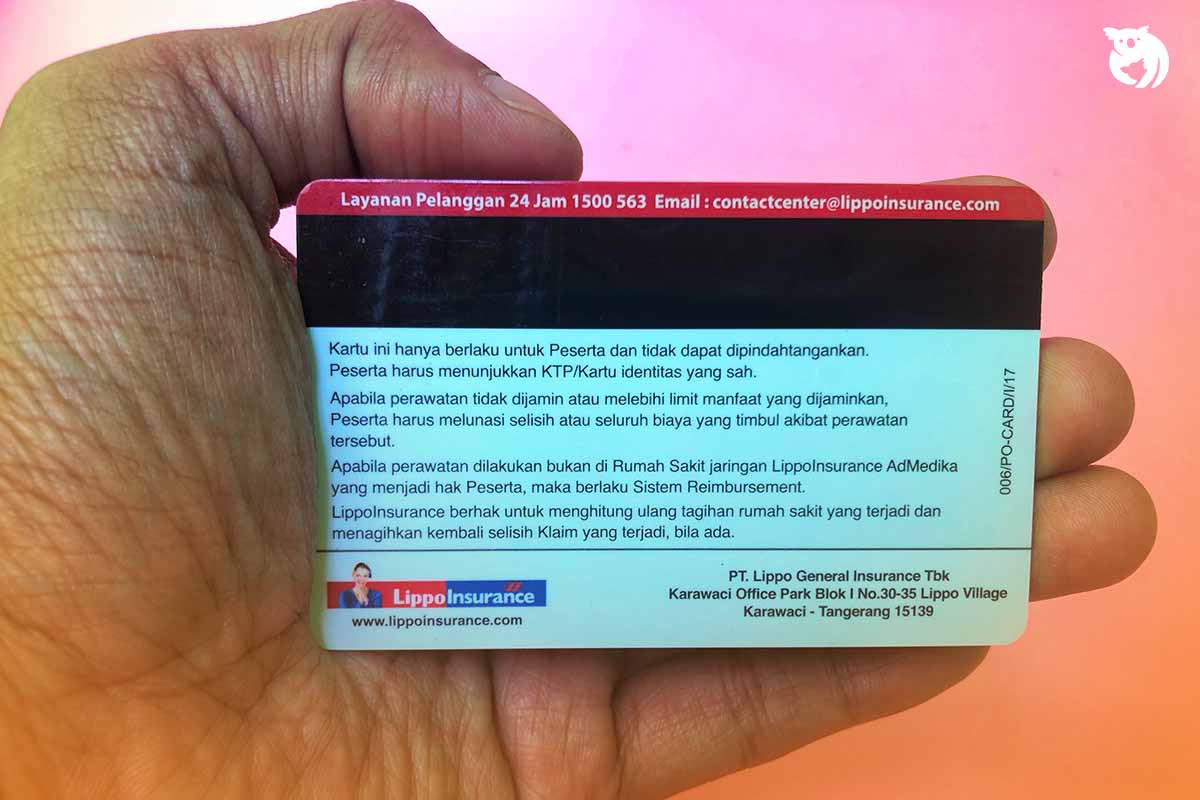 Layanan Pelanggan 24 Jam 1500 563 Email : contactcenter@lippoinsurance.com
Kartu ini hanya berlaku untuk Peserta dan tidak dapat dipindahtangankan.
Peserta harus menunjukkan KTP/Kartu identitas yang sah.
Apabila perawatan tidak dijamin atau melebihi limit manfaat yang dijaminkan,
Peserta harus melunasi selisih atau seluruh biaya yang timbul akibat perawatan
tersebut.
Apabila perawatan dilakukan bukan di Rumah Sakit jaringan LippoInsurance AdMedika
yang menjadi hak Peserta, maka berlaku Sistem Reimbursement.
LippoInsurance berhak untuk menghitung ulang tagihan rumah sakit yang terjadi dan
menagihkan kembali selisih Klaim yang terjadi, bila ada.
006/PO-CARD/I/17
LippoInsurance
www.lippoinsurance.com
PT. Lippo General Insurance Tbk
Karawaci Office Park Blok I No.30-35 Lippo Village
Karawaci - Tangerang 15139